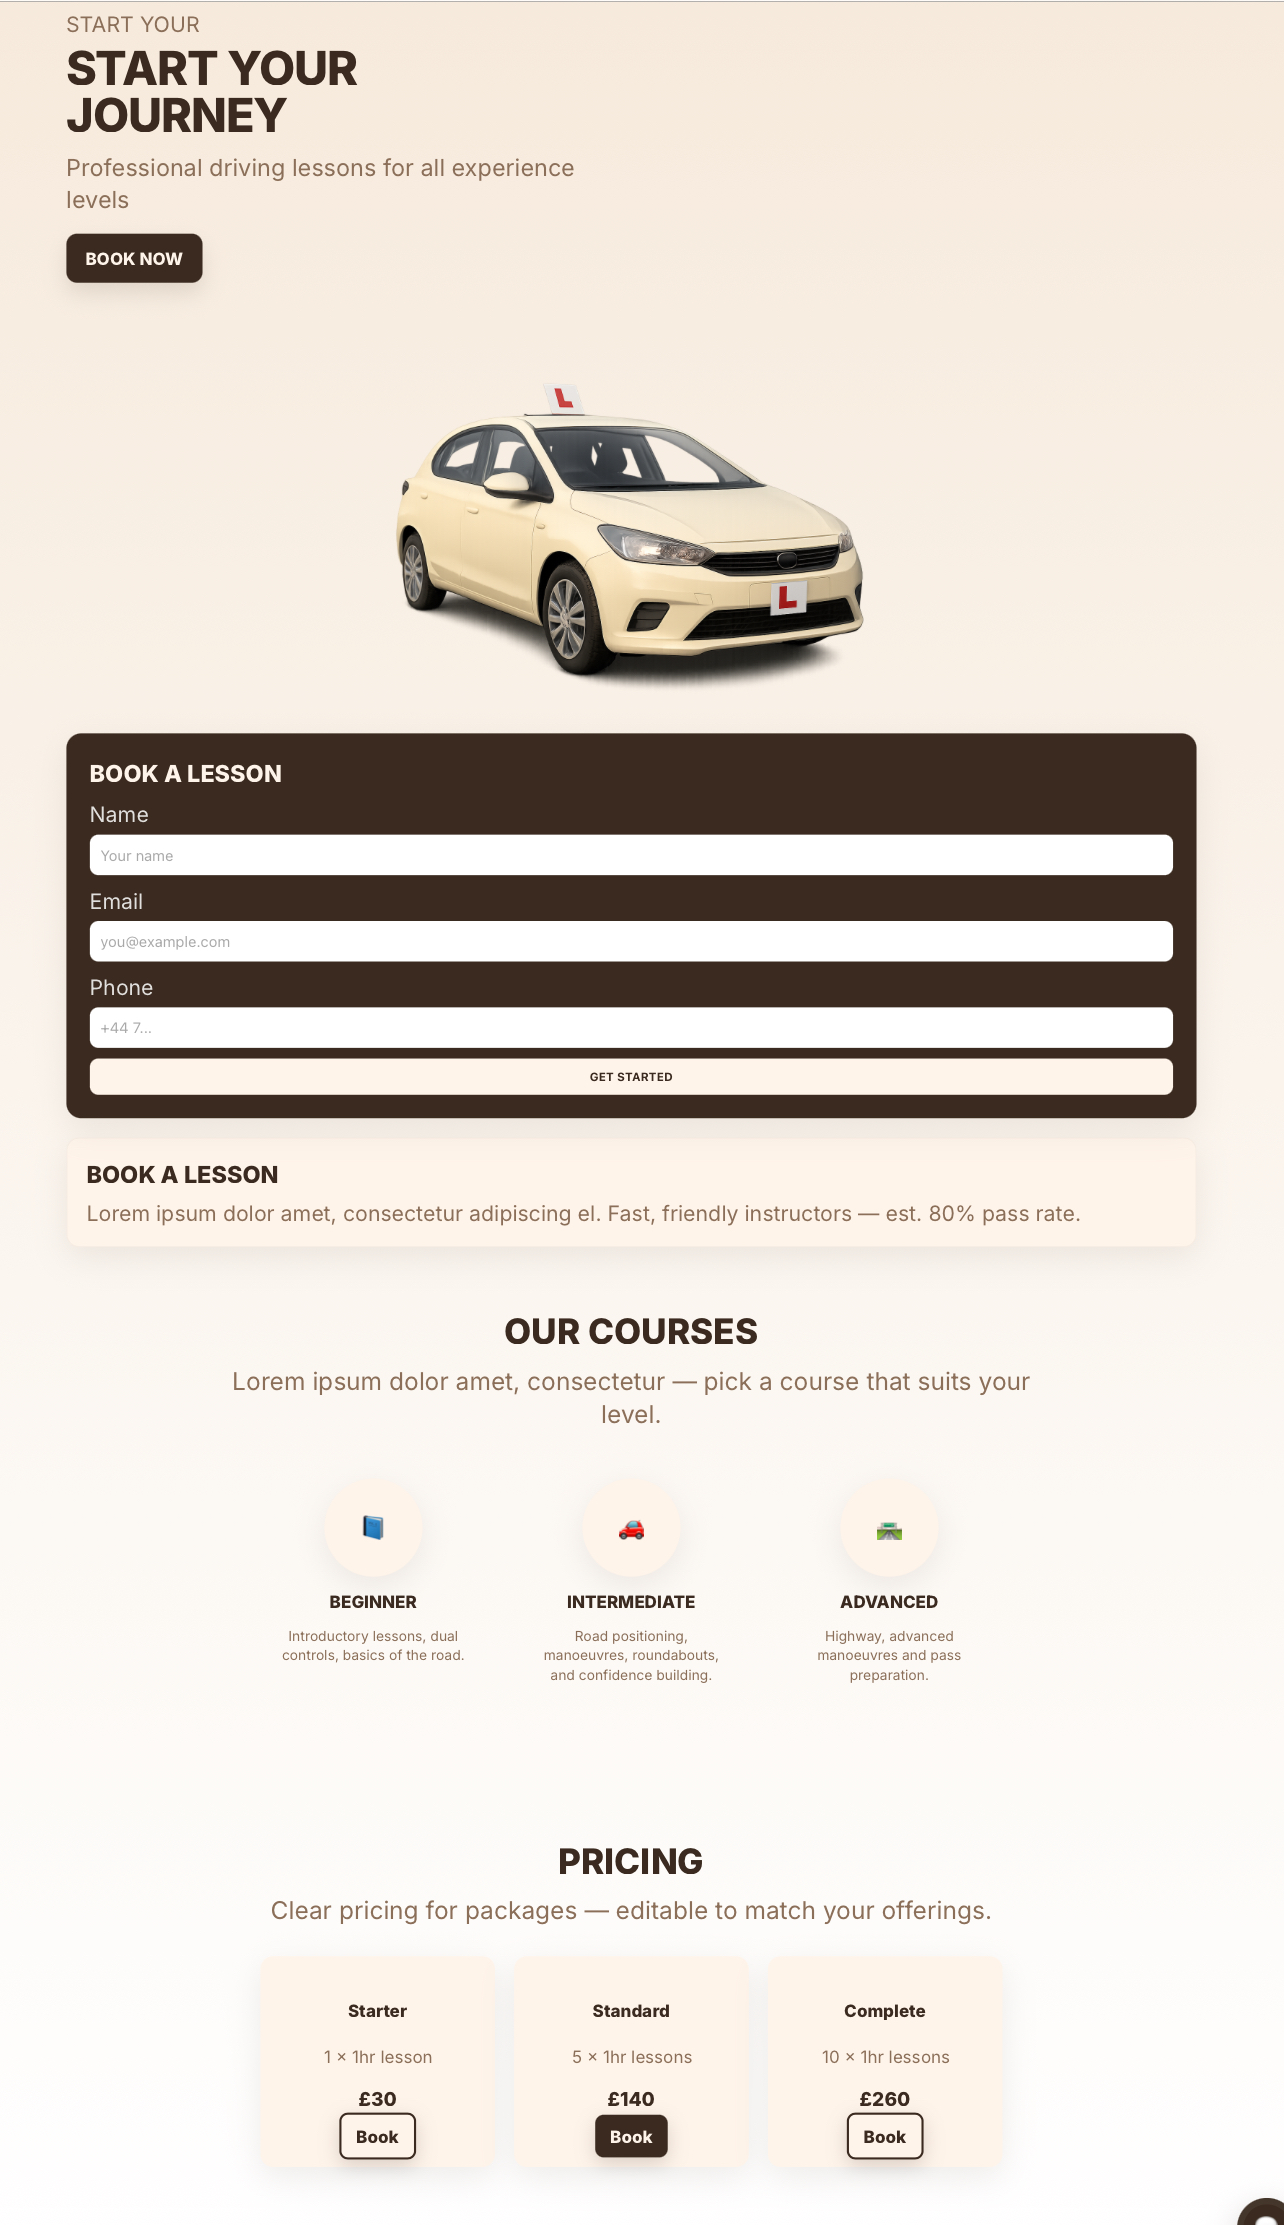 START YOUR
START YOUR
JOURNEY
Professional driving lessons for all experience
levels
BOOK NOW
L
L
BOOK A LESSON
Name
Your name
Email
you@example.com
Phone
+44 7...
GET STARTED
BOOK A LESSON
Lorem ipsum dolor amet, consectetur adipiscing el. Fast, friendly instructors — est. 80% pass rate.
OUR COURSES
Lorem ipsum dolor amet, consectetur — pick a course that suits your
level.
BEGINNER
Introductory lessons, dual
controls, basics of the road.
INTERMEDIATE
Road positioning,
manoeuvres, roundabouts,
and confidence building.
ADVANCED
Highway, advanced
manoeuvres and pass
preparation.
PRICING
Clear pricing for packages — editable to match your offerings.
Starter
1 × 1hr lesson
£30
Book
Standard
5 × 1hr lessons
£140
Book
Complete
10 × 1hr lessons
£260
Book